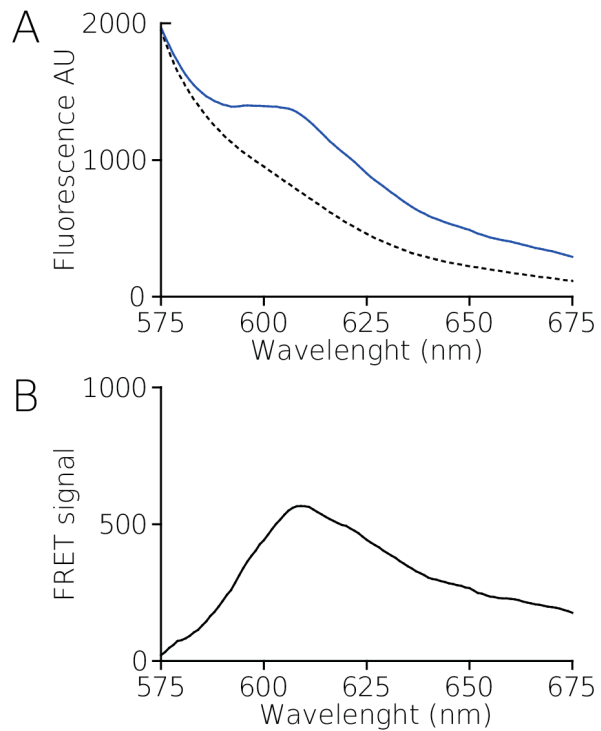 A
Fluorescence AU
2000
1000
0
575 600 625 650 675
Wavelenght (nm)
B
FRET signal
1000
500
0
575 600 625 650 675
Wavelenght (nm)